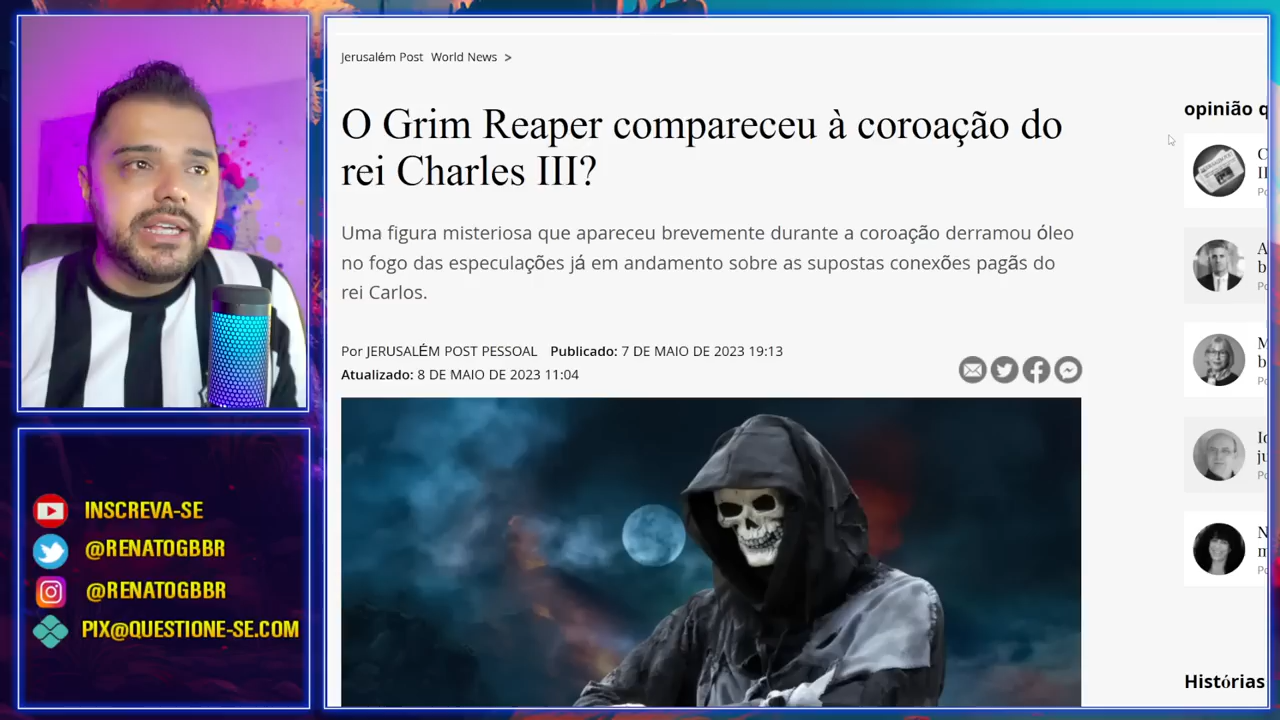 Jerusalém Post World News >
O Grim Reaper compareceu à coroação do
rei Charles III?
Uma figura misteriosa que apareceu brevemente durante a coroação derramou óleo
no fogo das especulações já em andamento sobre as supostas conexões pagãs do
rei Carlos.
Por JERUSALÉM POST PESSOAL Publicado: 7 DE MAIO DE 2023 19:13
Atualizado: 8 DE MAIO DE 2023 11:04
opinião
Histórias
INSCREVA-SE
@RENATOGBBR
@RENATOGBBR
PIX@QUESTIONE-SE.COM